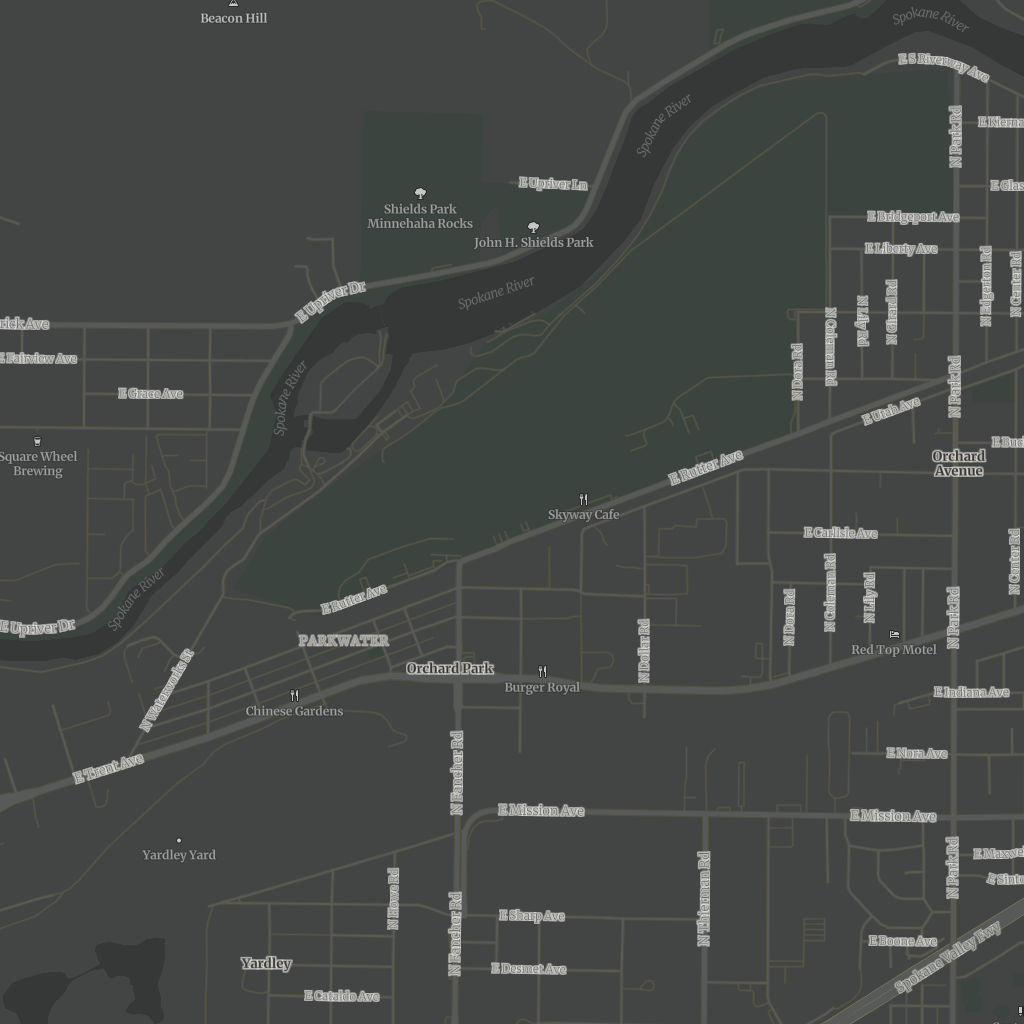 Beacon Hill
Spokane River
E S Riverway Ave
Spokane River
N Park Rd
E Upriver Ln
Shields Park
Minnehaha Rocks
John H. Shields Park
E Bridgeport Ave
E Liberty Ave
Spokane River
E Upriver Dr
N Edgerton Rd
N Center Rd
N Girard Rd
N Lily Rd
N Coleman Rd
E Fairview Ave
N Dora Rd
N Park Rd
E Grace Ave
Spokane River
E Utah Ave
Square Wheel
Brewing
E Rutter Ave
Orchard
Avenue
Skyway Cafe
E Carlisle Ave
N Center Rd
Spokane River
E Rutter Ave
N Dora Rd
N Coleman Rd
N Lily Rd
N Park Rd
E Upriver Dr
PARKWATER
N Dollar Rd
Red Top Motel
Orchard Park
Burger Royal
N Waterworks St
Chinese Gardens
E Indiana Ave
E Trent Ave
N Fancher Rd
E Nora Ave
E Mission Ave
E Mission Ave
Yardley Yard
N Park Rd
N Howe Rd
N Thierman Rd
N Fancher Rd
E Sharp Ave
E Boone Ave
Spokane Valley Fwy
Yardley
E Desmet Ave
E Cataldo Ave